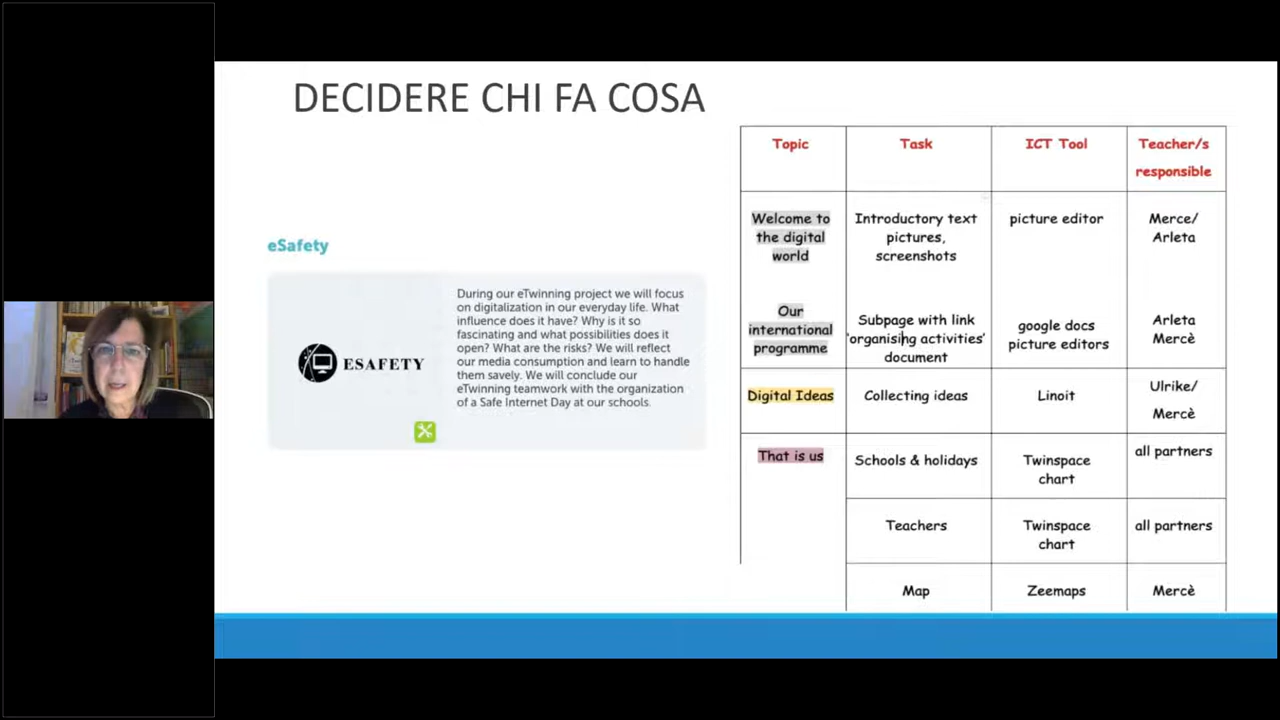 DECIDERE CHI FA COSA
eSafety
ESAFETY
During our eTwinning project we will focus
on digitalization in our everyday life. What
influence does it have? Why is it so
fascinating and what possibilities does it
open? What are the risks? We will reflect
our media consumption and learn to handle
them savely. We will conclude our
eTwinning teamwork with the organization
of a Safe Internet Day at our schools.
Topic
Task
ICT Tool
Teacher/s
responsible
Welcome to
the digital
world
Introductory text
pictures,
screenshots
picture editor
Merce/
Arleta
Our
international
programme
Subpage with link
'organising activities'
document
google docs
picture editors
Arleta
Mercè
Digital Ideas
Collecting ideas
Linoit
Ulrike/
Mercè
That is us
Schools & holidays
Twinspace
chart
all partners
Teachers
Twinspace
chart
all partners
Map
Zeemaps
Mercè